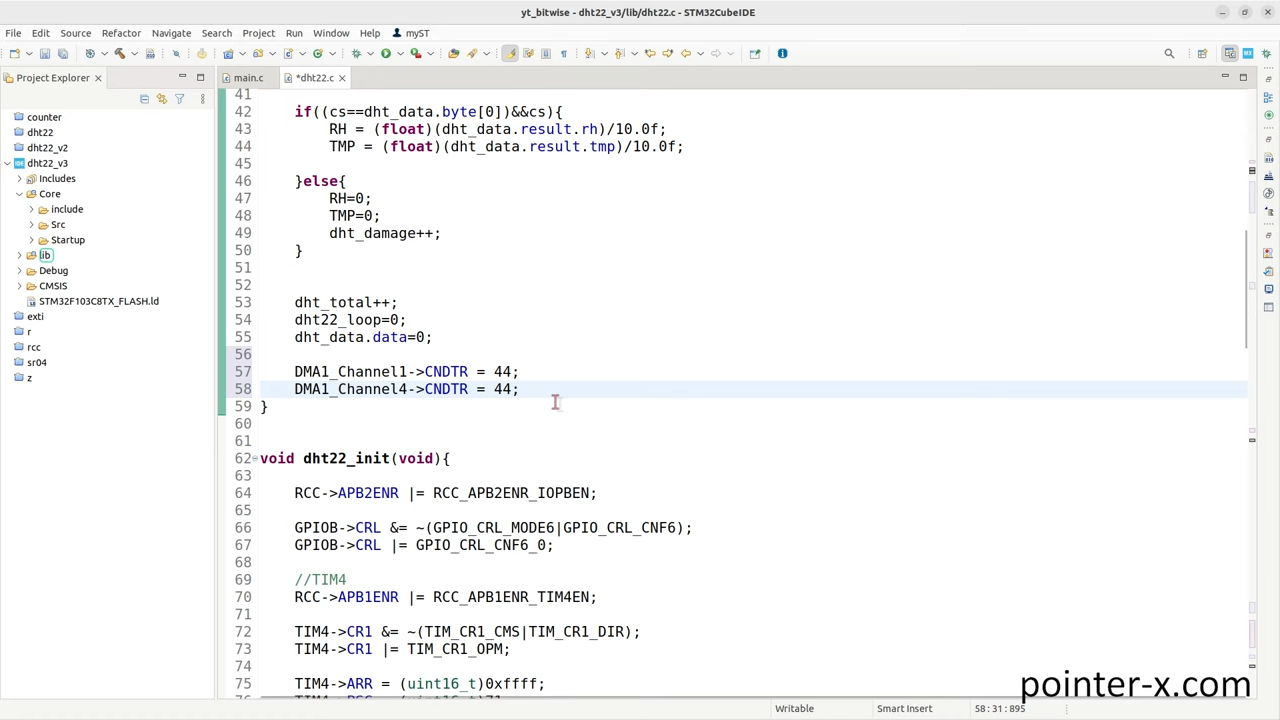 yt_bitwise - dht22_v3/lib/dht22.c - STM32CubeIDE
File Edit Source Refactor Navigate Search Project Run Window Help myST
Project Explorer
main.c
*dht22.c
counter
dht22
dht22_v2
dht22_v3
Includes
Core
include
Src
Startup
lib
Debug
CMSIS
STM32F103C8TX_FLASH.ld
exti
r
rcc
sr04
z
41
42 if((cs==dht_data.byte[0])&&cs){
43 RH = (float)(dht_data.result.rh)/10.0f;
44 TMP = (float)(dht_data.result.tmp)/10.0f;
45
46 }else{
47 RH=0;
48 TMP=0;
49 dht_damage++;
50 }
51
52
53 dht_total++;
54 dht22_loop=0;
55 dht_data.data=0;
56
57 DMA1_Channel1->CNDTR = 44;
58 DMA1_Channel4->CNDTR = 44;
59 }
60
61
62 void dht22_init(void){
63
64 RCC->APB2ENR |= RCC_APB2ENR_IOPBEN;
65
66 GPIOB->CRL &= ~(GPIO_CRL_MODE6|GPIO_CRL_CNF6);
67 GPIOB->CRL |= GPIO_CRL_CNF6_0;
68
69 //TIM4
70 RCC->APB1ENR |= RCC_APB1ENR_TIM4EN;
71
72 TIM4->CR1 &= ~(TIM_CR1_CMS|TIM_CR1_DIR);
73 TIM4->CR1 |= TIM_CR1_OPM;
74
75 TIM4->ARR = (uint16_t)0xffff;
pointer-x.com
Writable Smart Insert 58 : 31 : 895